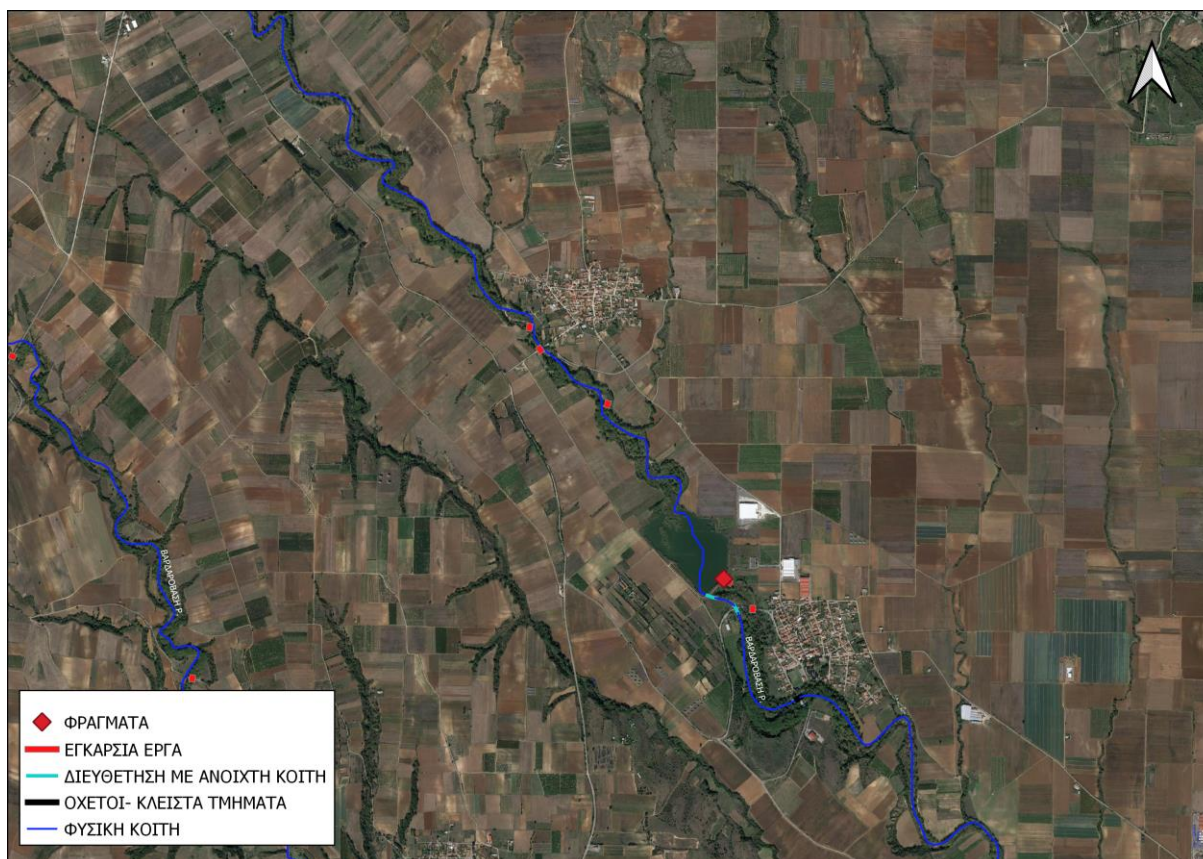 ΒΑΡΔΑΡΟΒΑΣΗ Ρ.
ΒΑΡΔΑΡΟΒΑΣΗ Ρ.
ΦΡΑΓΜΑΤΑ
ΕΓΚΑΡΣΙΑ ΕΡΓΑ
ΔΙΕΥΘΕΤΗΣΗ ΜΕ ΑΝΟΙΧΤΗ ΚΟΙΤΗ
ΟΧΕΤΟΙ- ΚΛΕΙΣΤΑ ΤΜΗΜΑΤΑ
ΦΥΣΙΚΗ ΚΟΙΤΗ